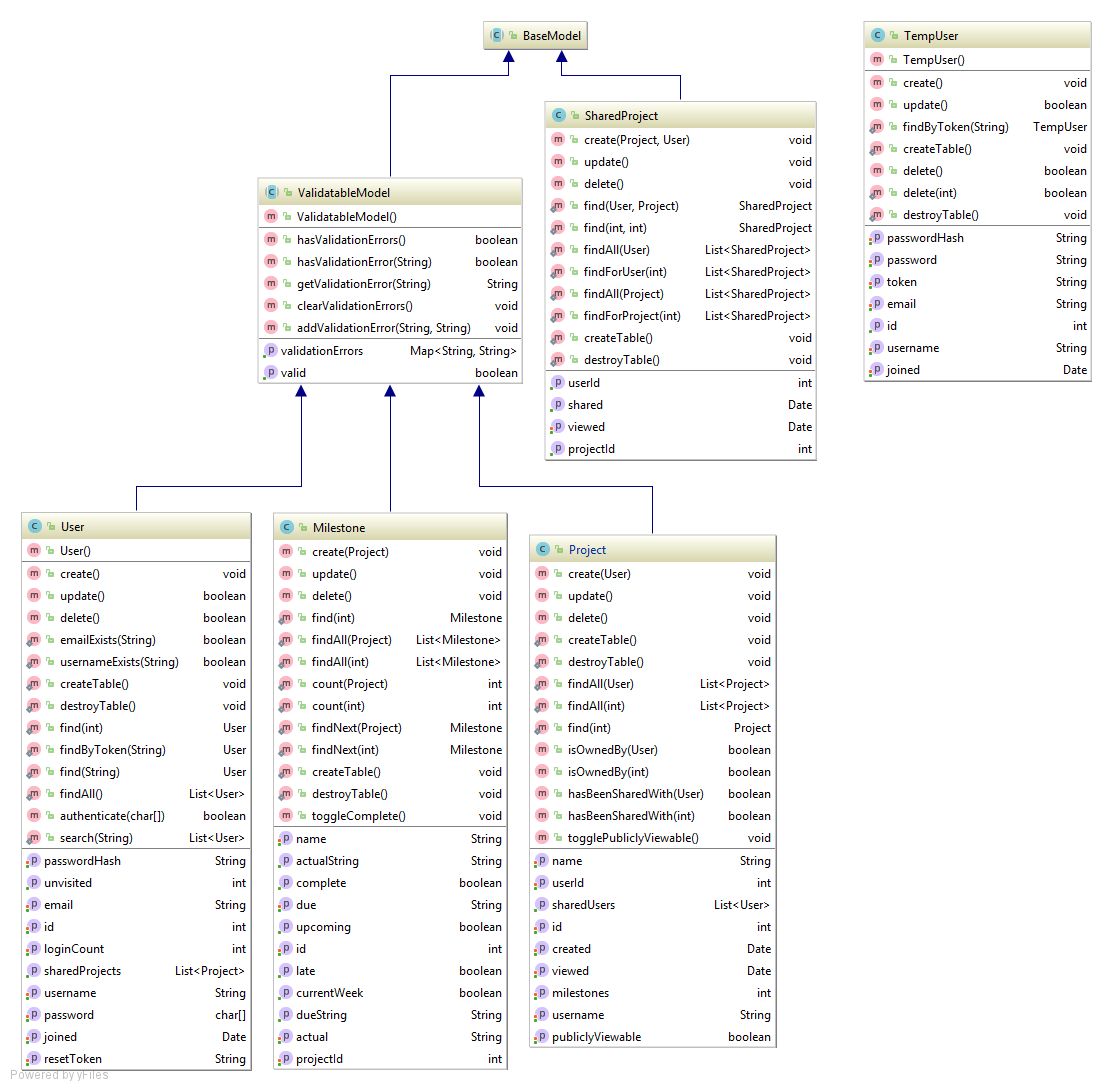 BaseModel
TempUser
TempUser()
create() void
update() boolean
findByToken(String) TempUser
createTable() void
delete() boolean
delete(int) boolean
destroyTable() void
passwordHash String
password String
token String
email String
id int
username String
joined Date
SharedProject
create(Project, User) void
update() void
delete() void
find(User, Project) SharedProject
find(int, int) SharedProject
findAll(User) List<SharedProject>
findForUser(int) List<SharedProject>
findAll(Project) List<SharedProject>
findForProject(int) List<SharedProject>
createTable() void
destroyTable() void
userId int
shared Date
viewed Date
projectId int
ValidatableModel
ValidatableModel()
hasValidationErrors() boolean
hasValidationError(String) boolean
getValidationError(String) String
clearValidationErrors() void
addValidationError(String, String) void
validationErrors Map<String, String>
valid boolean
User
User()
create() void
update() boolean
delete() boolean
emailExists(String) boolean
usernameExists(String) boolean
createTable() void
destroyTable() void
find(int) User
findByToken(String) User
find(String) User
findAll() List<User>
authenticate(char[]) boolean
search(String) List<User>
passwordHash String
unvisited int
email String
id int
loginCount int
sharedProjects List<Project>
username String
password char[]
joined Date
resetToken String
Milestone
create(Project) void
update() void
delete() void
find(int) Milestone
findAll(Project) List<Milestone>
findAll(int) List<Milestone>
count(Project) int
count(int) int
findNext(Project) Milestone
findNext(int) Milestone
createTable() void
destroyTable() void
toggleComplete() void
name String
actualString String
complete boolean
due String
upcoming boolean
id int
late boolean
currentWeek boolean
dueString String
actual String
projectId int
Project
create(User) void
update() void
delete() void
createTable() void
destroyTable() void
findAll(User) List<Project>
findAll(int) List<Project>
find(int) Project
isOwnedBy(User) boolean
isOwnedBy(int) boolean
hasBeenSharedWith(User) boolean
hasBeenSharedWith(int) boolean
togglePubliclyViewable() void
name String
userId int
sharedUsers List<User>
id int
created Date
viewed Date
milestones int
username String
publiclyViewable boolean
Powered by yFiles